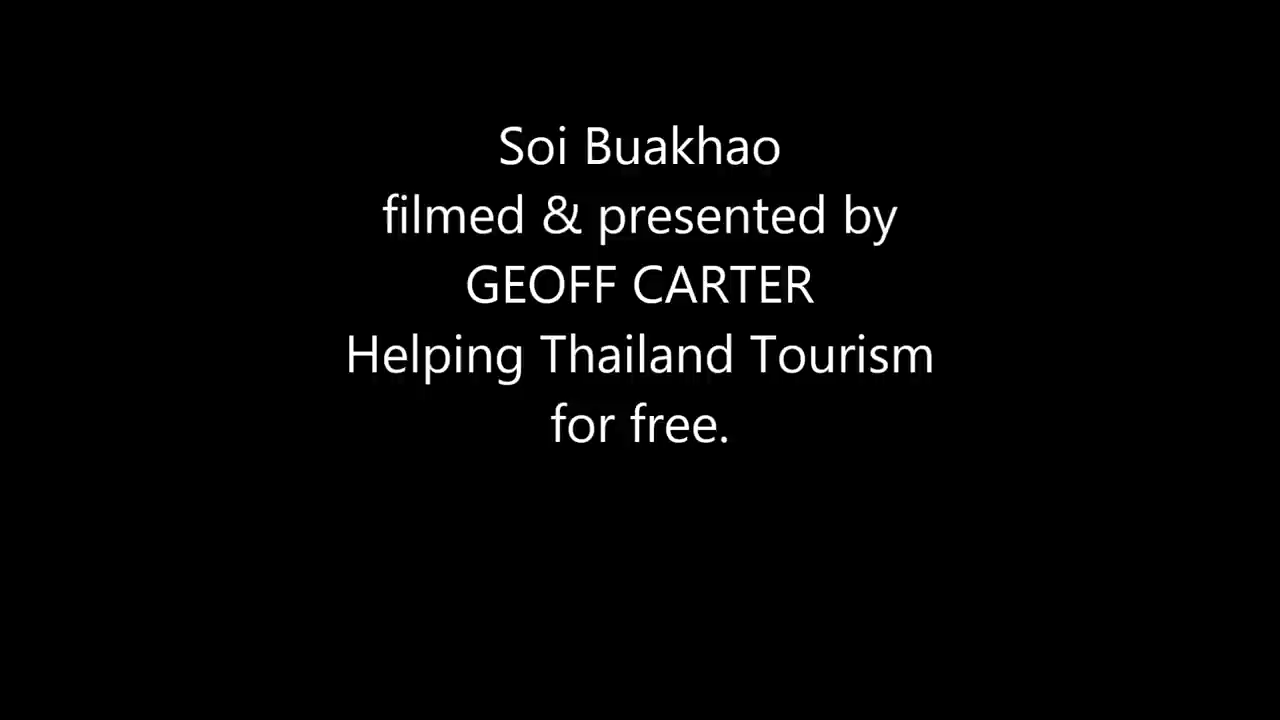 Soi Buakhao
filmed & presented by
GEOFF CARTER
Helping Thailand Tourism
for free.